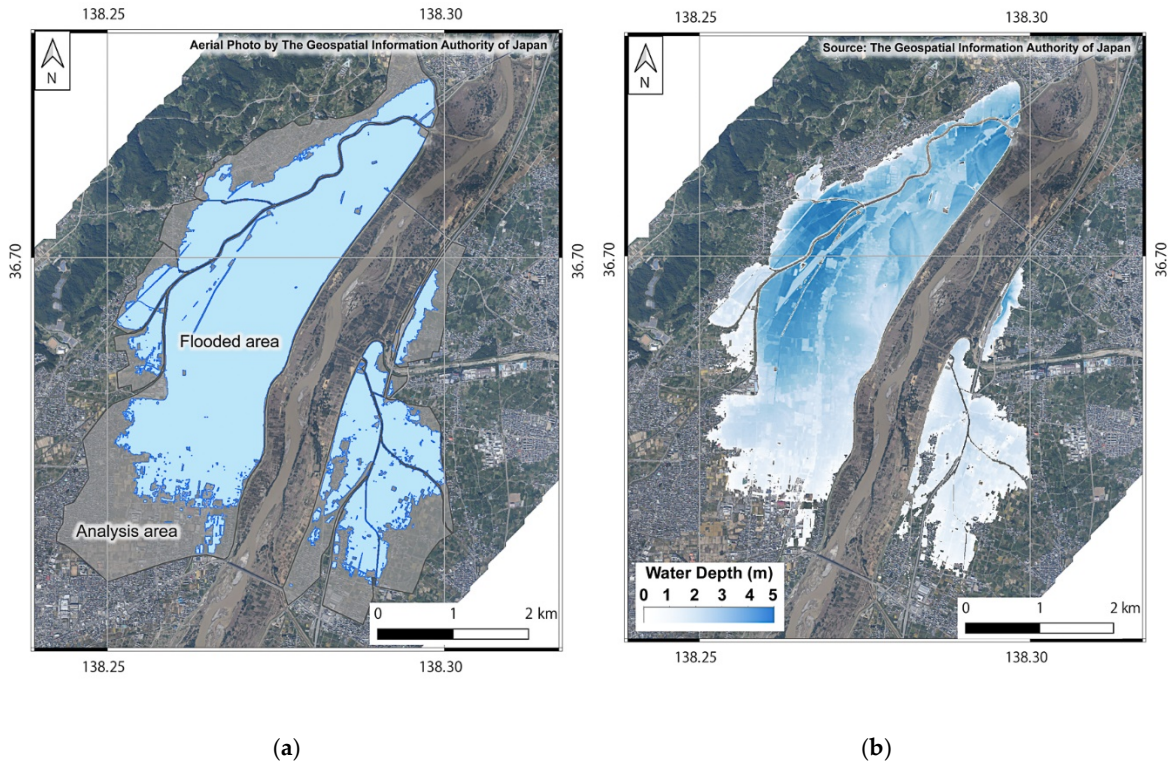 138.25
138.30
Aerial Photo by The Geospatial Information Authority of Japan
N
36.70
Flooded area
Analysis area
0
1
2 km
138.25
138.30
(a)
138.25
138.30
Source: The Geospatial Information Authority of Japan
N
36.70
36.70
Water Depth (m)
0 1 2 3 4 5
0
1
2 km
138.25
138.30
(b)